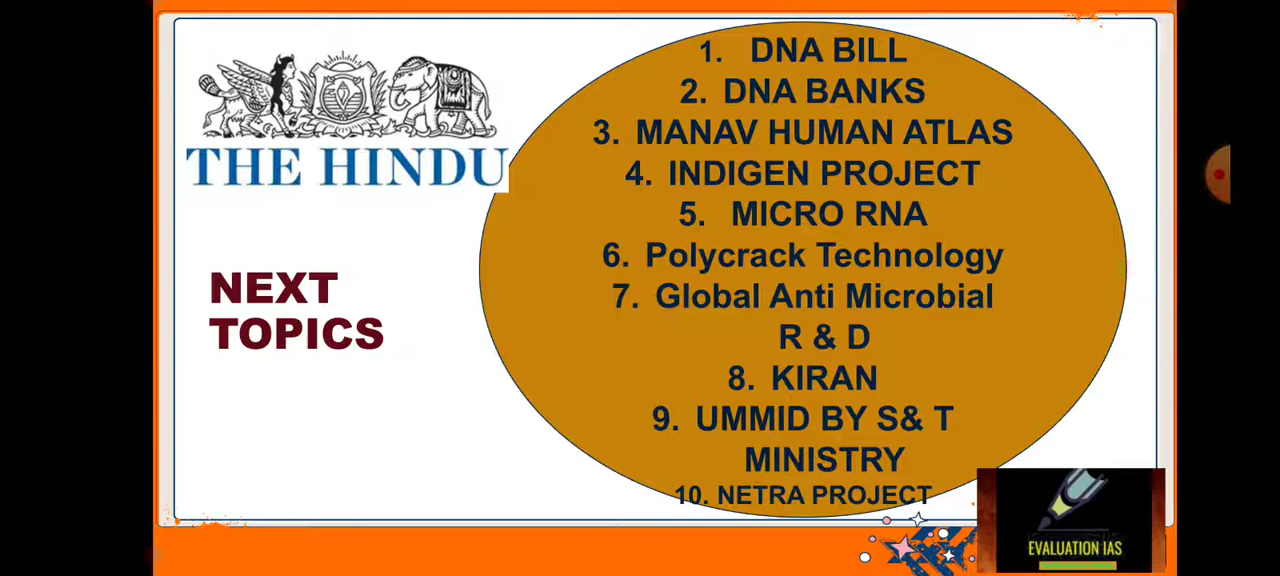 THE HINDU
NEXT
TOPICS
1. DNA BILL
2. DNA BANKS
3. MANAV HUMAN ATLAS
4. INDIGEN PROJECT
5. MICRO RNA
6. Polycrack Technology
7. Global Anti Microbial
R & D
8. KIRAN
9. UMMID BY S& T
MINISTRY
10. NETRA PROJECT
EVALUATION IAS